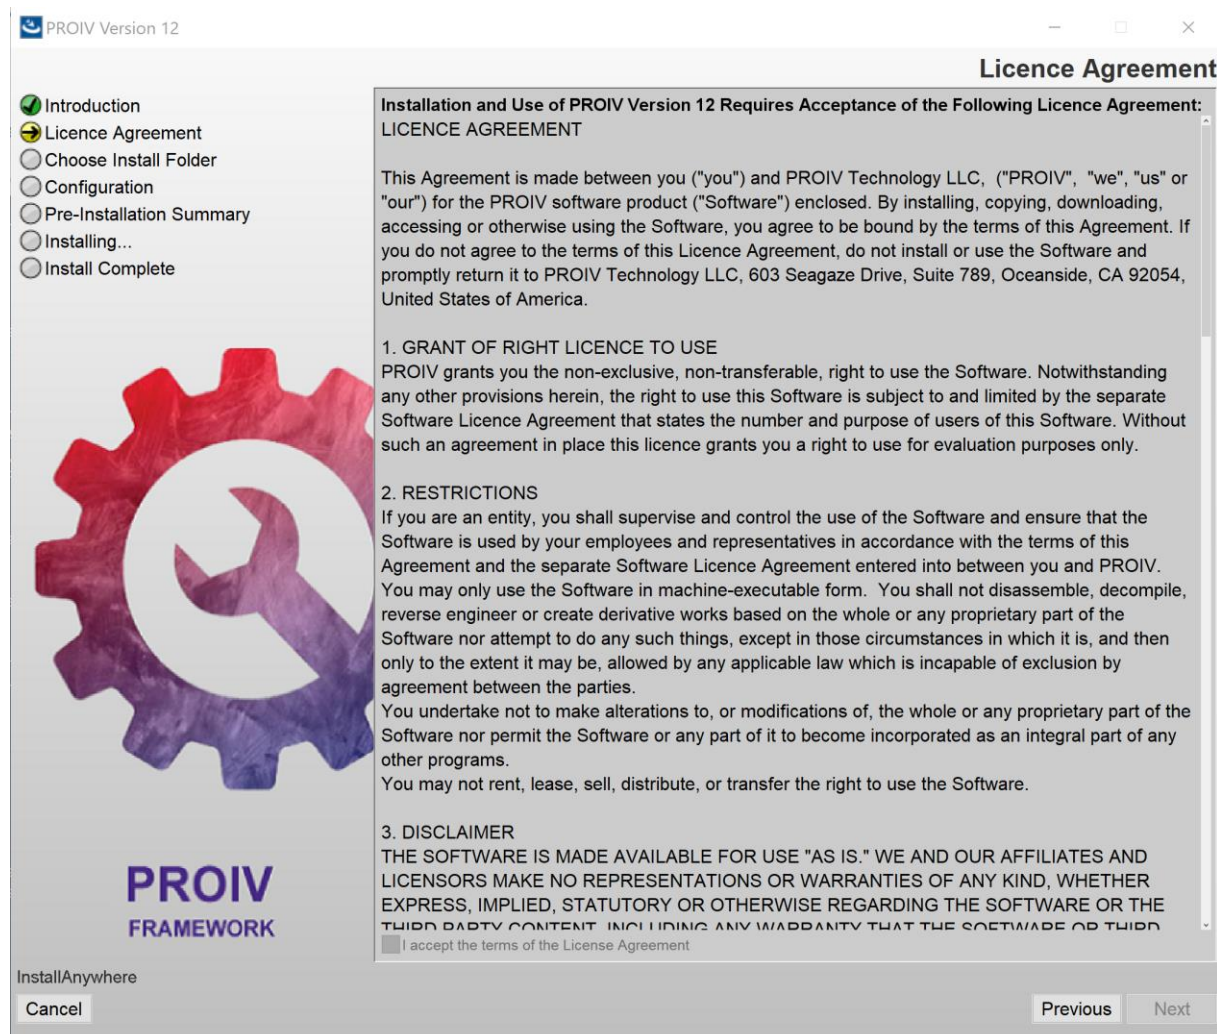 PROIV Version 12
Licence Agreement
Introduction
Licence Agreement
Choose Install Folder
Configuration
Pre-Installation Summary
Installing...
Install Complete
PROIV
FRAMEWORK
Installation and Use of PROIV Version 12 Requires Acceptance of the Following Licence Agreement:
LICENCE AGREEMENT
This Agreement is made between you ("you") and PROIV Technology LLC,  ("PROIV",  "we", "us" or
"our") for the PROIV software product ("Software") enclosed. By installing, copying, downloading,
accessing or otherwise using the Software, you agree to be bound by the terms of this Agreement. If
you do not agree to the terms of this Licence Agreement, do not install or use the Software and
promptly return it to PROIV Technology LLC, 603 Seagaze Drive, Suite 789, Oceanside, CA 92054,
United States of America.
1. GRANT OF RIGHT LICENCE TO USE
PROIV grants you the non-exclusive, non-transferable, right to use the Software. Notwithstanding
any other provisions herein, the right to use this Software is subject to and limited by the separate
Software Licence Agreement that states the number and purpose of users of this Software. Without
such an agreement in place this licence grants you a right to use for evaluation purposes only.
2. RESTRICTIONS
If you are an entity, you shall supervise and control the use of the Software and ensure that the
Software is used by your employees and representatives in accordance with the terms of this
Agreement and the separate Software Licence Agreement entered into between you and PROIV.
You may only use the Software in machine-executable form.  You shall not disassemble, decompile,
reverse engineer or create derivative works based on the whole or any proprietary part of the
Software nor attempt to do any such things, except in those circumstances in which it is, and then
only to the extent it may be, allowed by any applicable law which is incapable of exclusion by
agreement between the parties.
You undertake not to make alterations to, or modifications of, the whole or any proprietary part of the
Software nor permit the Software or any part of it to become incorporated as an integral part of any
other programs.
You may not rent, lease, sell, distribute, or transfer the right to use the Software.
3. DISCLAIMER
THE SOFTWARE IS MADE AVAILABLE FOR USE "AS IS." WE AND OUR AFFILIATES AND
LICENSORS MAKE NO REPRESENTATIONS OR WARRANTIES OF ANY KIND, WHETHER
EXPRESS, IMPLIED, STATUTORY OR OTHERWISE REGARDING THE SOFTWARE OR THE
THIRD PARTY CONTENT, INCLUDING ANY WARRANTY THAT THE SOFTWARE OR THIRD
I accept the terms of the License Agreement
InstallAnywhere
Cancel
Previous
Next